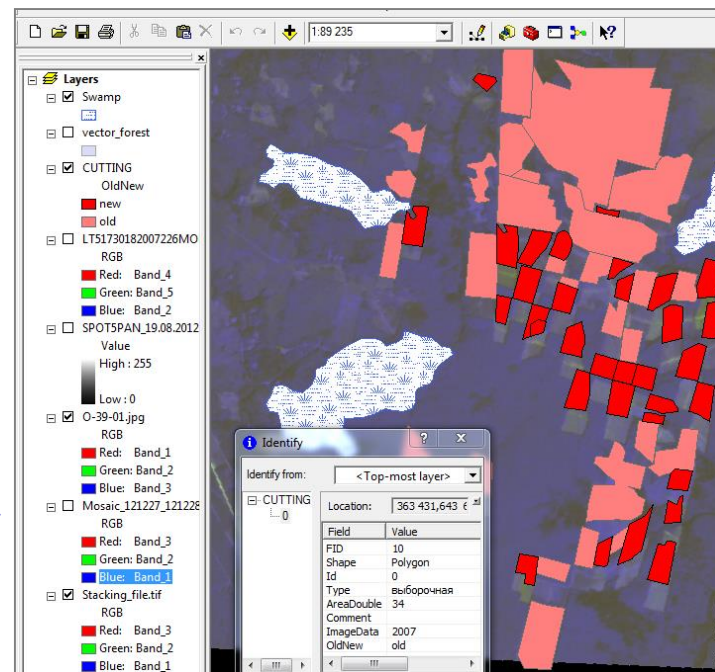 1:89 235
Layers
Swamp
vector_forest
CUTTING
OldNew
new
old
LT51730182007226MO
RGB
Red: Band_4
Green: Band_5
Blue: Band_2
SPOT5PAN_19.08.2012
Value
High : 255
Low : 0
O-39-01.jpg
RGB
Red: Band_1
Green: Band_2
Blue: Band_3
Mosaic_121227_121228
RGB
Red: Band_3
Green: Band_2
Blue: Band_1
Stacking_file.tif
RGB
Red: Band_3
Green: Band_2
Blue: Band_1
Identify
Identify from: <Top-most layer>
CUTTING
0
Location: 363 431,643
Field Value
FID 10
Shape Polygon
Id 0
Type выборочная
AreaDouble 34
Comment
ImageData 2007
OldNew old